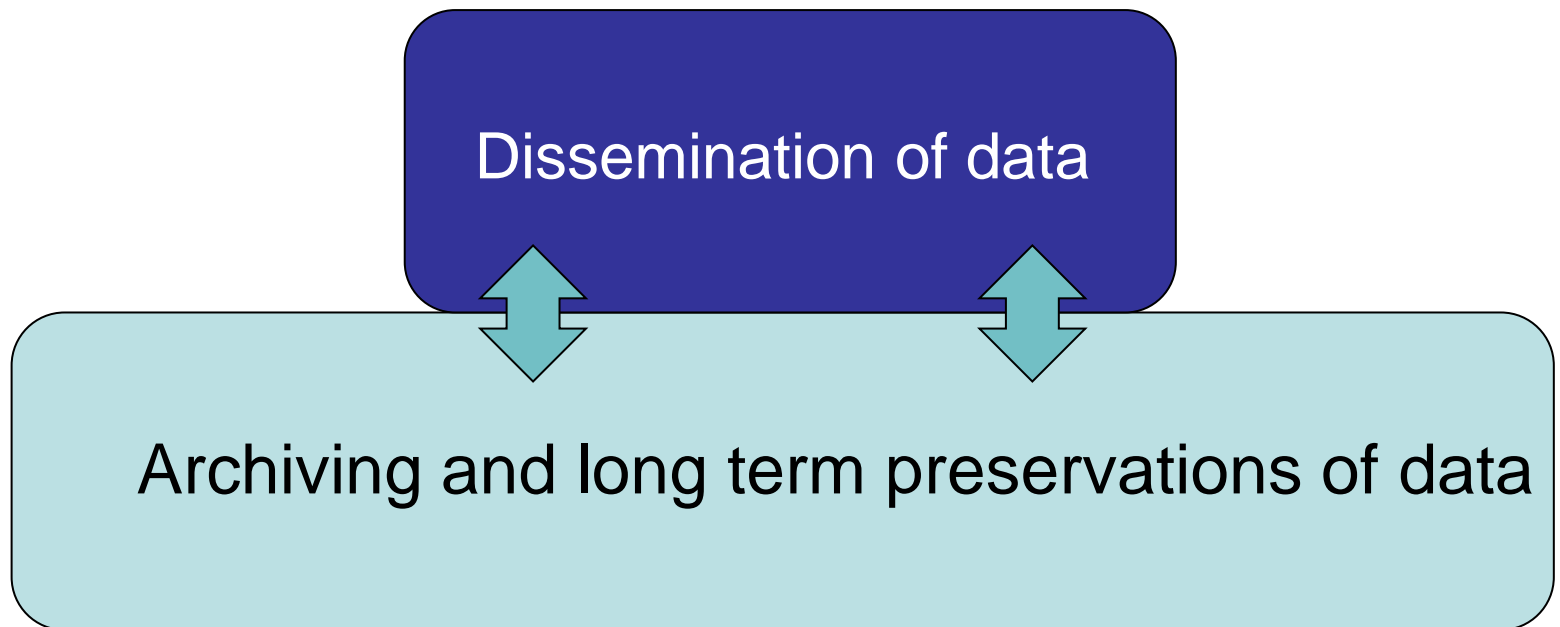 Dissemination of data
Archiving and long term preservations of data